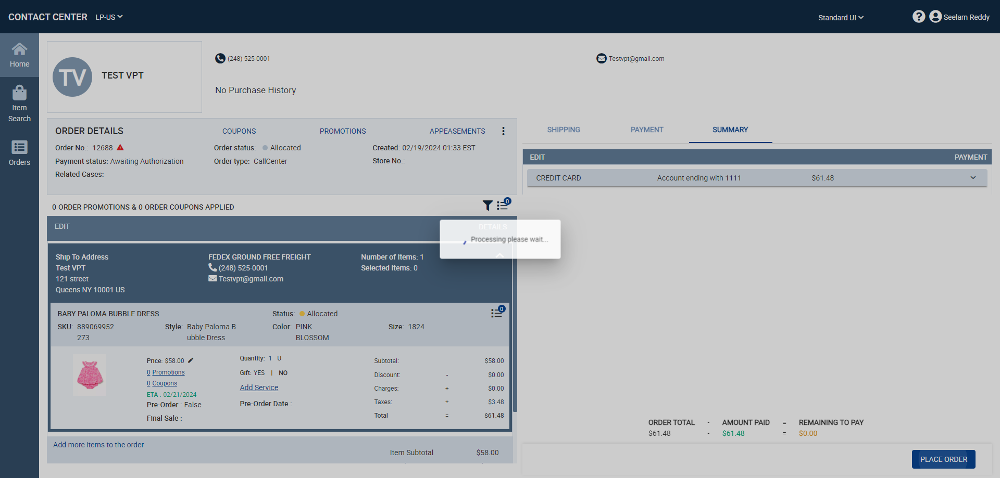 CONTACT CENTER LP-US
Standard UI
? Seelam Reddy
Home
Item
Search
Orders
TV
TEST VPT
(248) 525-0001
Testvpt@gmail.com
No Purchase History
ORDER DETAILS COUPONS PROMOTIONS APPEASEMENTS
Order No.: 12688 Order status: Allocated Created: 02/19/2024 01:33 EST
Payment status: Awaiting Authorization Order type: CallCenter Store No.:
Related Cases:
0 ORDER PROMOTIONS & 0 ORDER COUPONS APPLIED 0
EDIT DETAILS
Processing please wait...
Ship To Address FEDEX GROUND FREE FREIGHT Number of Items: 1
Test VPT (248) 525-0001 Selected Items: 0
121 street Testvpt@gmail.com
Queens NY 10001 US
BABY PALOMA BUBBLE DRESS Status: Allocated 0
SKU: 889069952 Style: Baby Paloma B Color: PINK Size: 1824
273 ubble Dress BLOSSOM
Price: $58.00 Quantity: 1 U Subtotal: $58.00
0 Promotions Gift: YES | NO Discount: - $0.00
0 Coupons Add Service Charges: + $0.00
ETA : 02/21/2024 Taxes: + $3.48
Pre-Order : False Pre-Order Date :
Final Sale : Total = $61.48
Add more items to the order
Item Subtotal $58.00
SHIPPING PAYMENT SUMMARY
EDIT PAYMENT
CREDIT CARD Account ending with 1111 $61.48
ORDER TOTAL - AMOUNT PAID = REMAINING TO PAY
$61.48 - $61.48 = $0.00
PLACE ORDER